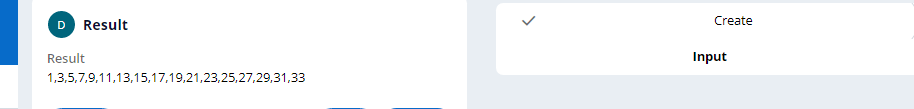 D Result
Result
1,3,5,7,9,11,13,15,17,19,21,23,25,27,29,31,33
Create
Input